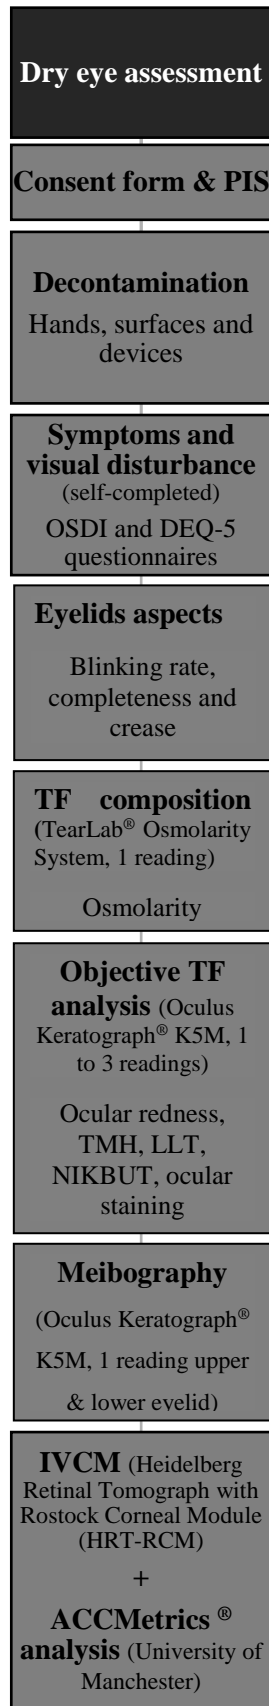 Dry eye assessment
Consent form & PIS
Decontamination
Hands, surfaces and
devices
Symptoms and
visual disturbance
(self-completed)
OSDI and DEQ-5
questionnaires
Eyelids aspects
Blinking rate,
completeness and
crease
TF composition
(TearLab® Osmolarity
System, 1 reading)
Osmolarity
Objective TF
analysis (Oculus
Keratograph® K5M, 1
to 3 readings)
Ocular redness,
TMH, LLT,
NIKBUT, ocular
staining
Meibography
(Oculus Keratograph®
K5M, 1 reading upper
& lower eyelid)
IVCM (Heidelberg
Retinal Tomograph with
Rostock Corneal Module
(HRT-RCM)
+
ACCMetrics ®
analysis (University of
Manchester)